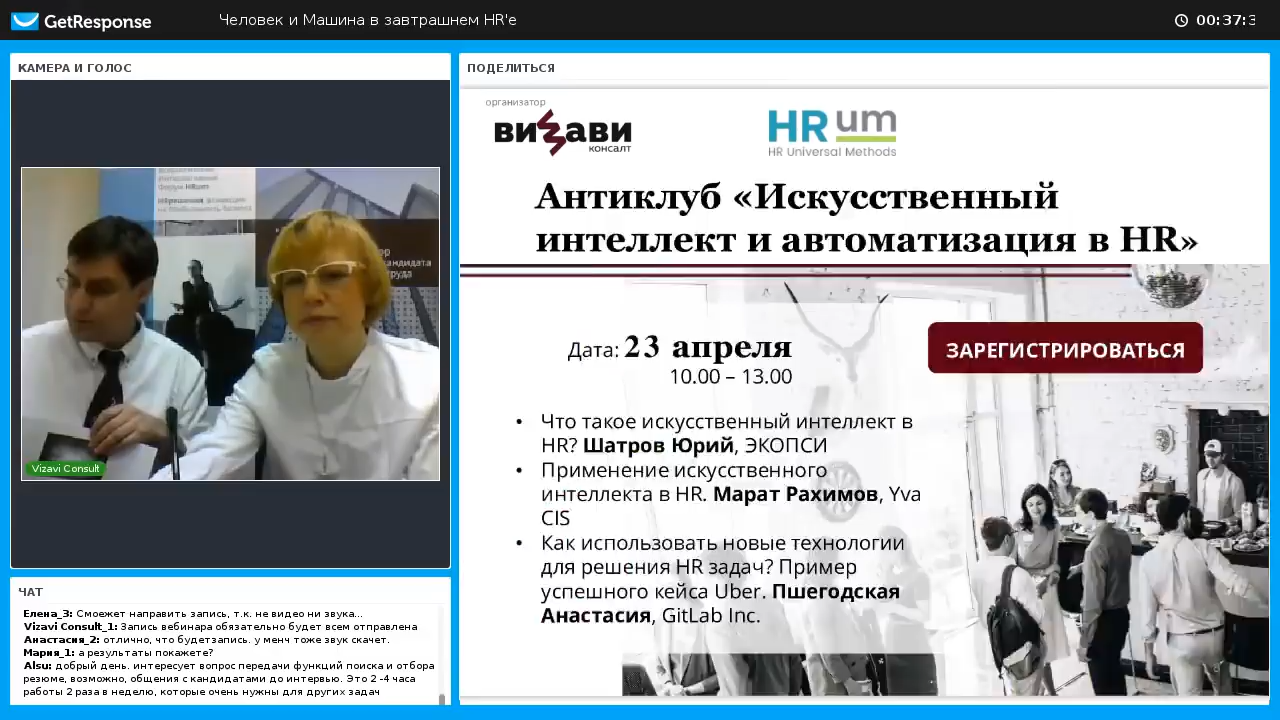 GetResponse
Человек и Машина в завтрашнем HR'е
00:37:3
КАМЕРА И ГОЛОС
Форум HRum
кандидата
труда
Vizavi Consult
ЧАТ
Елена_3: Смоежет направить запись, т.к. не видео ни звука...
Vizavi Consult_1: Запись вебинара обязательно будет всем отправлена
Анастасия_2: отлично, что будетзапись. у менч тоже звук скачет.
Мария_1: а результаты покажете?
Alsu: добрый день. интересует вопрос передачи функций поиска и отбора
резюме, возможно, общения с кандидатами до интервью. Это 2 -4 часа
работы 2 раза в неделю, которые очень нужны для других задач
ПОДЕЛИТЬСЯ
организатор
визави
консалт
HR um
HR Universal Methods
Антиклуб «Искусственный
интеллект и автоматизация в HR»
Дата: 23 апреля
10.00 – 13.00
ЗАРЕГИСТРИРОВАТЬСЯ
• Что такое искусственный интеллект в
HR? Шатров Юрий, ЭКОПСИ
• Применение искусственного
интеллекта в HR. Марат Рахимов, Yva
CIS
• Как использовать новые технологии
для решения HR задач? Пример
успешного кейса Uber. Пшегодская
Анастасия, GitLab Inc.